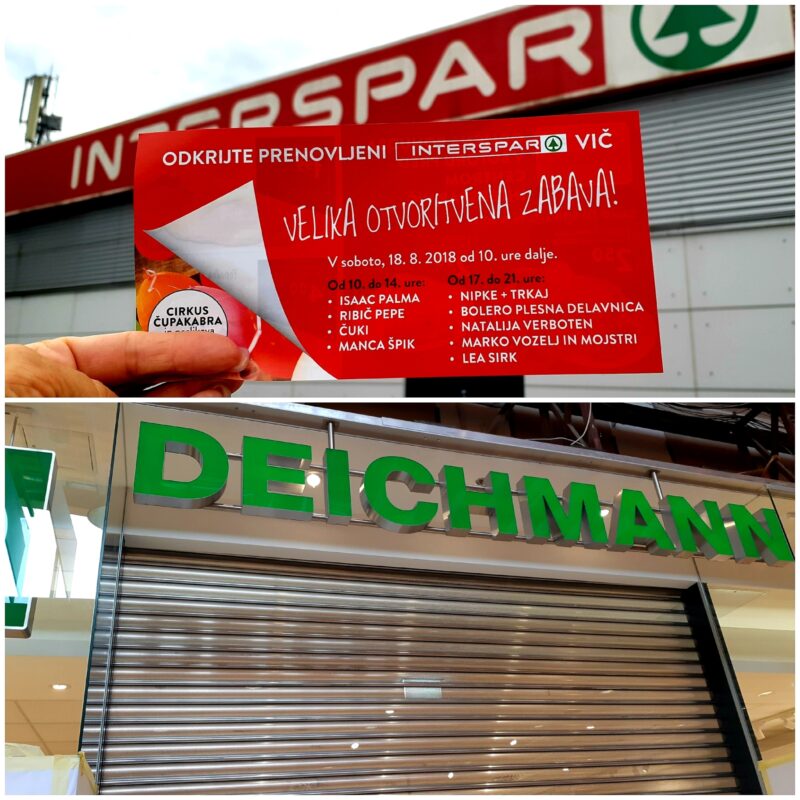 INTERSPAR
ODKRIJTE PRENOVLJENI INTERSPAR VIČ
VELIKA OTVORITVENA ZABAVA!
V soboto, 18. 8. 2018 od 10. ure dalje.
Od 10. do 14. ure:
• ISAAC PALMA
• RIBIČ PEPE
• ČUKI
• MANCA ŠPIK
Od 17. do 21. ure:
• NIPKE + TRKAJ
• BOLERO PLESNA DELAVNICA
• NATALIJA VERBOTEN
• MARKO VOZELJ IN MOJSTRI
• LEA SIRK
CIRKUS
ČUPAKABRA
DEICHMANN